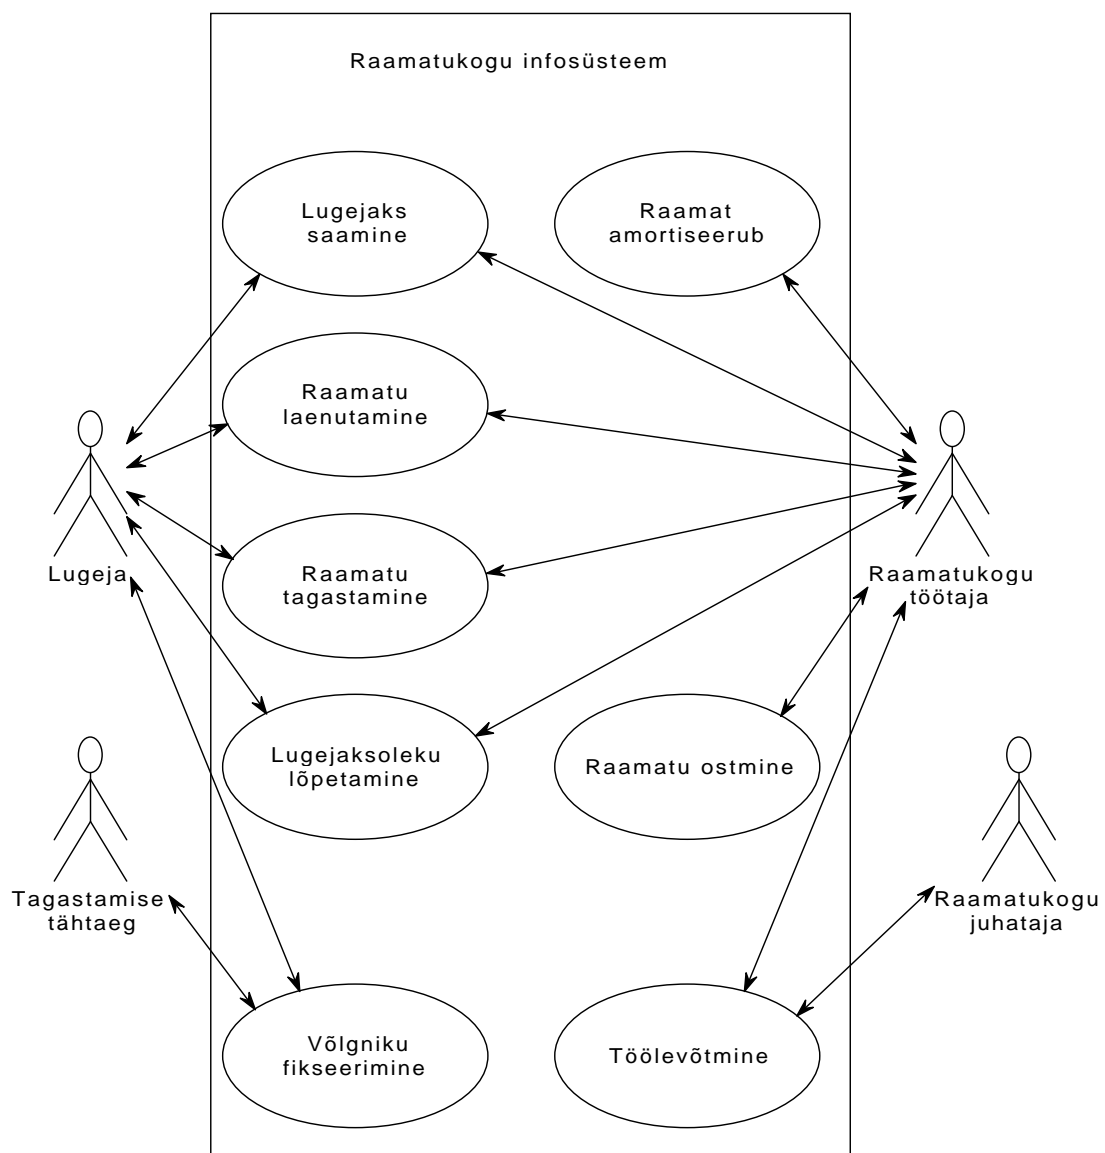 Raamatukogu infosüsteem
Lugejaks
saamine
Raamat
amortiseerub
Raamatu
laenutamine
Lugeja
Raamatu
tagastamine
Raamatukogu
töötaja
Lugejaksoleku
lõpetamine
Raamatu ostmine
Tagastamise
tähtaeg
Raamatukogu
juhataja
Võlgniku
fikseerimine
Töölevõtmine